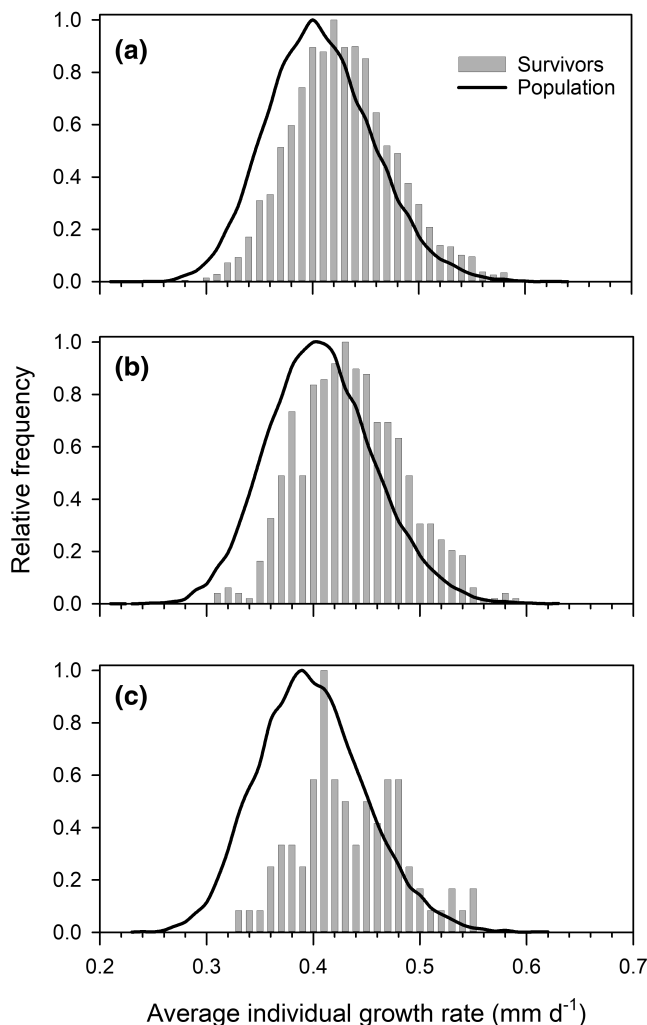 (a)
Survivors
Population
1.0
0.8
0.6
0.4
0.2
0.0
(b)
1.0
0.8
0.6
0.4
0.2
0.0
Relative frequency
(c)
1.0
0.8
0.6
0.4
0.2
0.0
0.2 0.3 0.4 0.5 0.6 0.7
Average individual growth rate (mm d⁻¹)